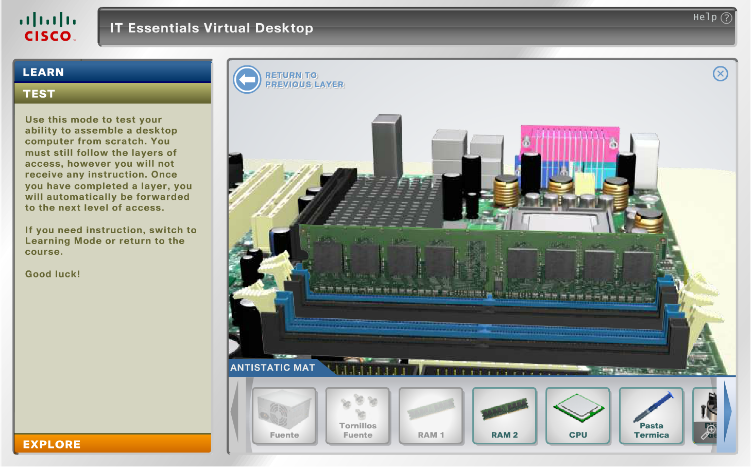 CISCO
IT Essentials Virtual Desktop
Help ?
LEARN
TEST
Use this mode to test your
ability to assemble a desktop
computer from scratch. You
must still follow the layers of
access, however you will not
receive any instruction. Once
you have completed a layer, you
will automatically be forwarded
to the next level of access.
If you need instruction, switch to
Learning Mode or return to the
course.
Good luck!
EXPLORE
RETURN TO
PREVIOUS LAYER
ANTISTATIC MAT
Fuente
Tornillos
Fuente
RAM 1
RAM 2
CPU
Pasta
Termica